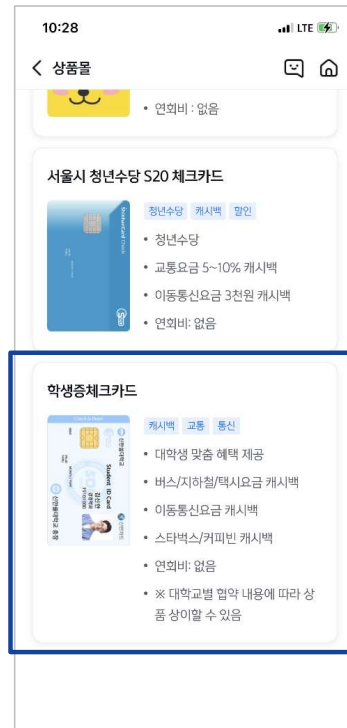 10:28
LTE
상품몰
• 연회비 : 없음
서울시 청년수당 S20 체크카드
청년수당 캐시백 할인
• 청년수당
• 교통요금 5~10% 캐시백
• 이동통신요금 3천원 캐시백
• 연회비: 없음
학생증체크카드
캐시백 교통 통신
• 대학생 맞춤 혜택 제공
• 버스/지하철/택시요금 캐시백
• 이동통신요금 캐시백
• 스타벅스/커피빈 캐시백
• 연회비: 없음
• ※ 대학교별 협약 내용에 따라 상
품 상이할 수 있음
Student ID Card